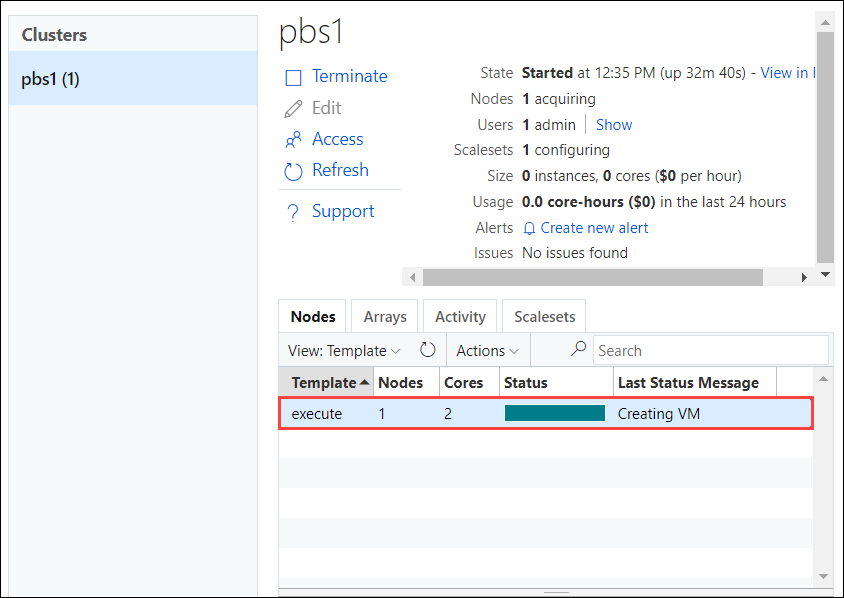 Clusters
pbs1 (1)
pbs1
Terminate
Edit
Access
Refresh
Support
State Started at 12:35 PM (up 32m 40s) - View in
Nodes 1 acquiring
Users 1 admin Show
Scalesets 1 configuring
Size 0 instances, 0 cores ($0 per hour)
Usage 0.0 core-hours ($0) in the last 24 hours
Alerts Create new alert
Issues No issues found
Nodes Arrays Activity Scalesets
View: Template Actions Search
Template Nodes Cores Status Last Status Message
execute 1 2 Creating VM